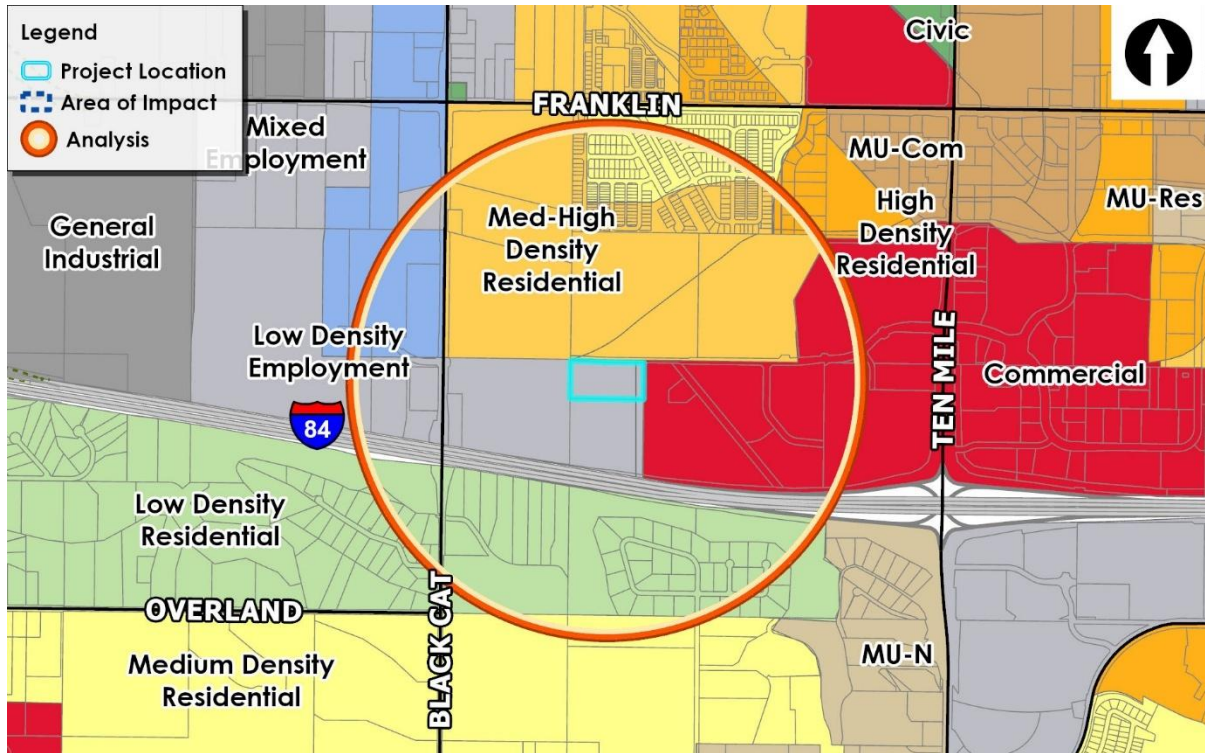 Legend
Project Location
Area of Impact
Analysis
Civic
FRANKLIN
Mixed
Employment
MU-Com
General
Industrial
Med-High
Density
Residential
High
Density
Residential
MU-Res
Low Density
Employment
TEN MILE
Commercial
84
Low Density
Residential
OVERLAND
BLACK CAT
Medium Density
Residential
MU-N